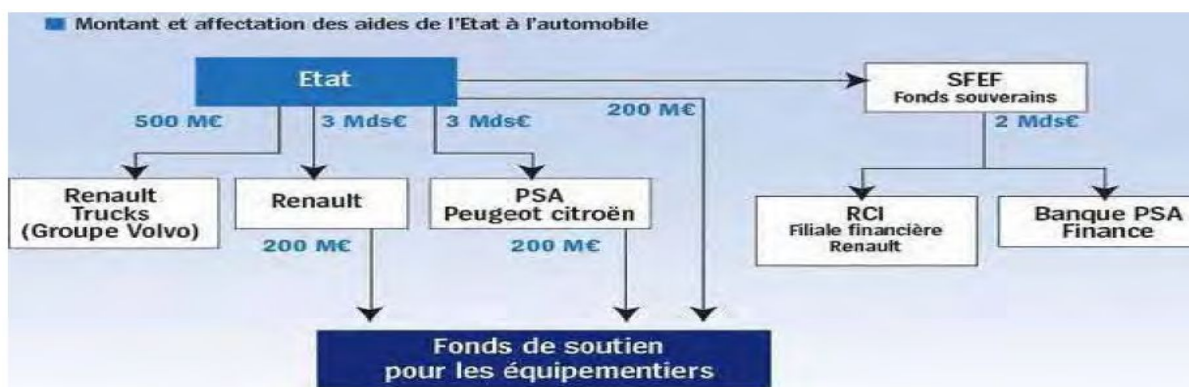 Montant et affectation des aides de l'Etat à l'automobile
Etat
SFEF
Fonds souverains
500 M€
3 Mds€
3 Mds€
200 M€
2 Mds€
Renault
Trucks
(Groupe Volvo)
Renault
PSA
Peugeot citroën
RCI
Filiale financière
Renault
Banque PSA
Finance
200 M€
200 M€
Fonds de soutien
pour les équipementiers